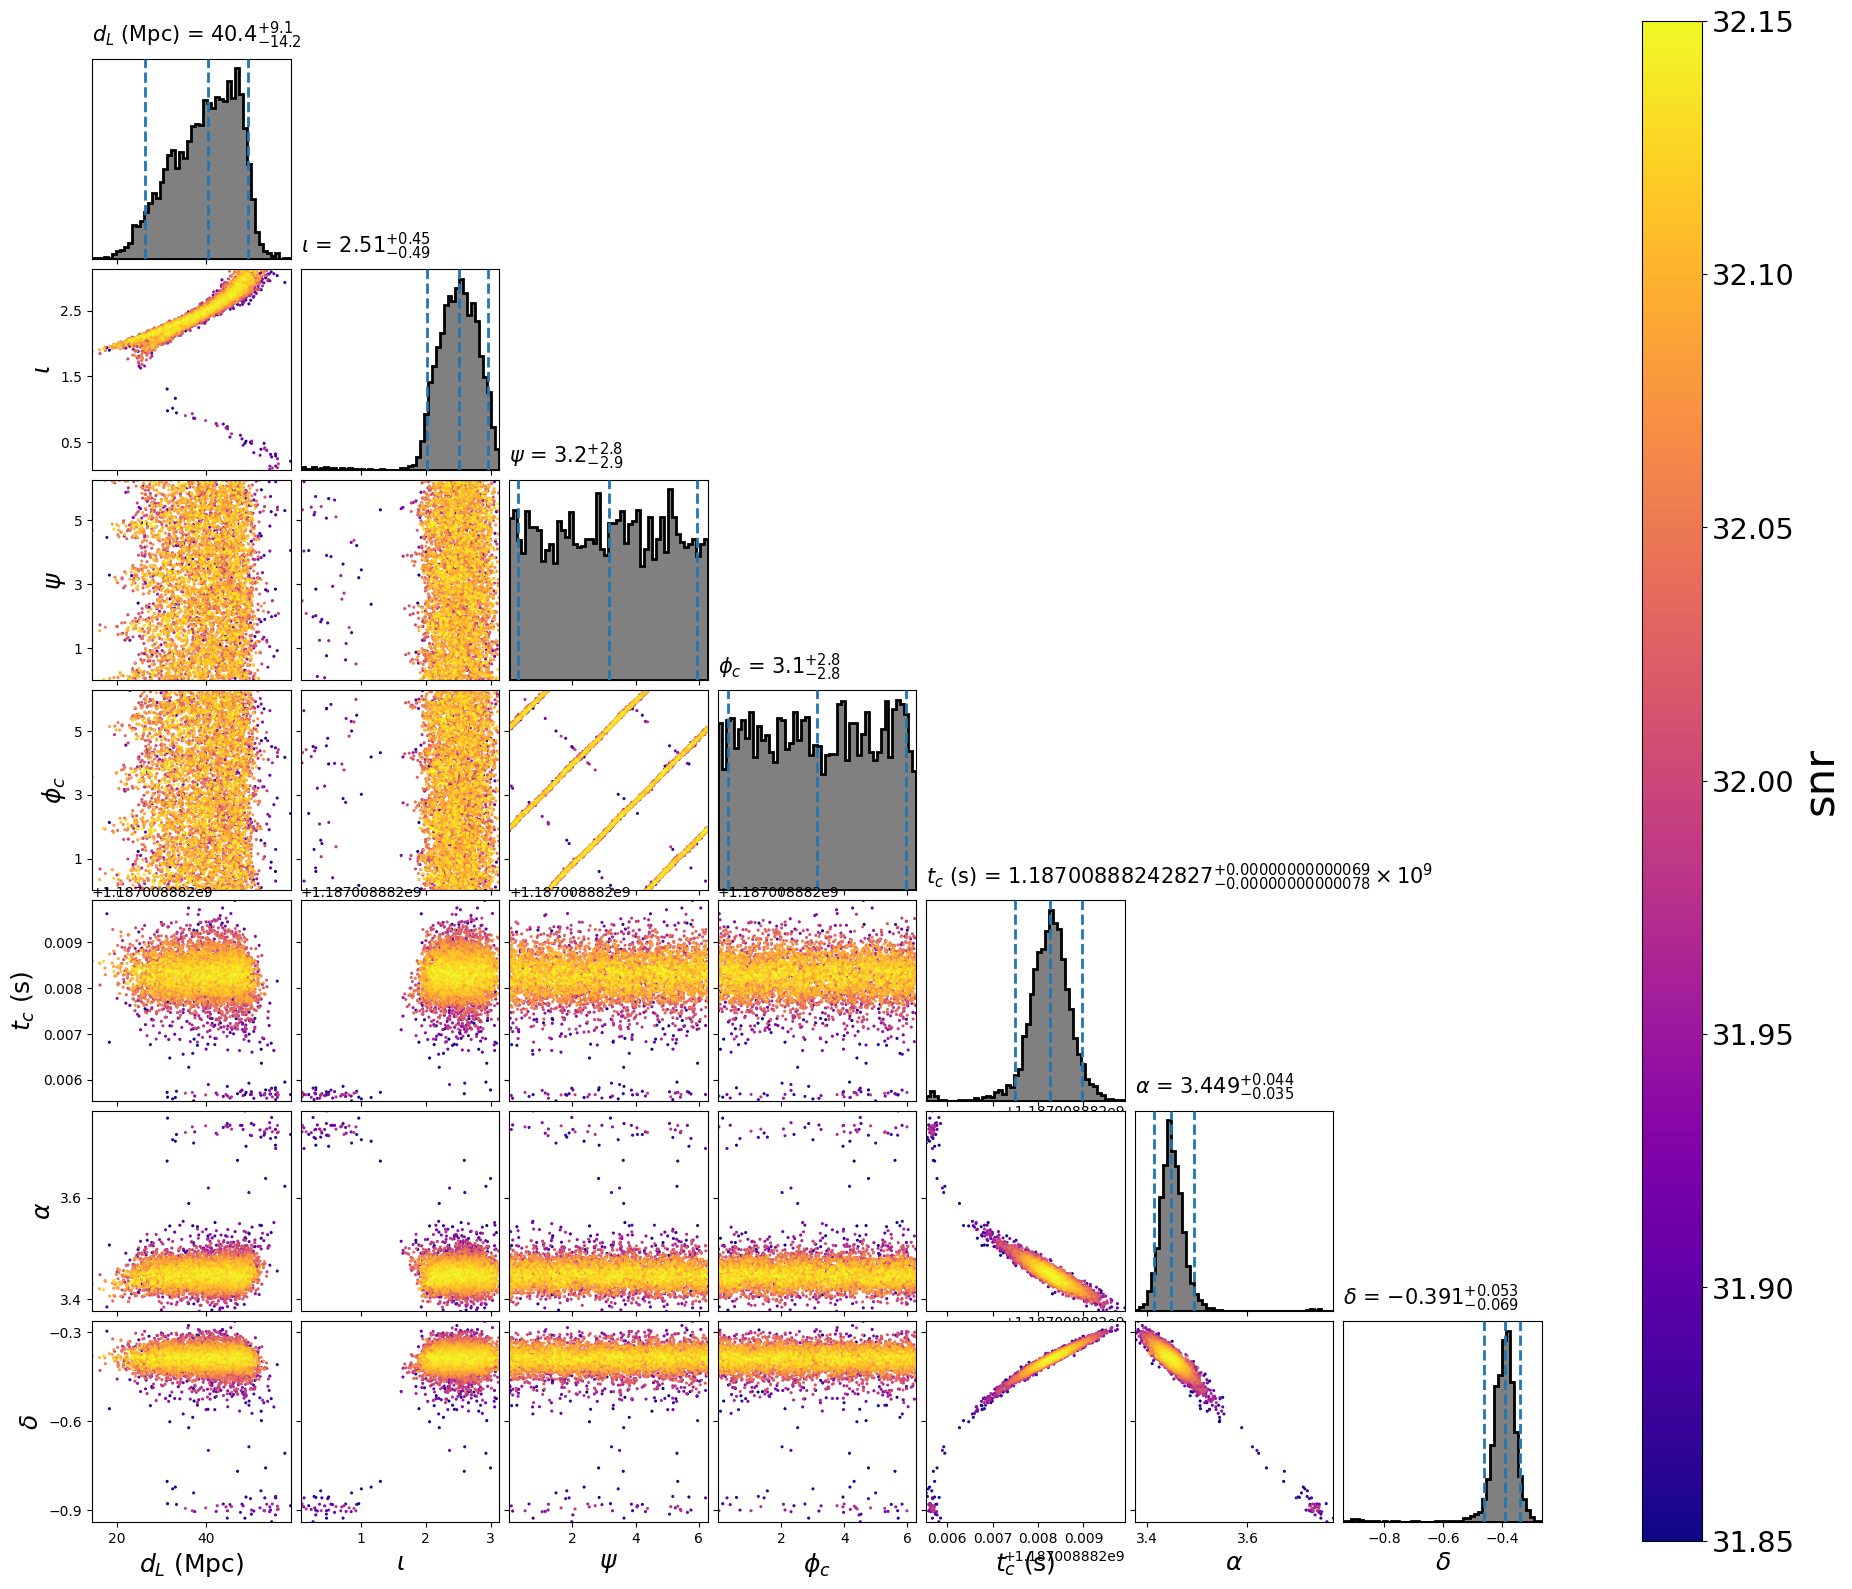 d_L (Mpc) = 40.4^{+9.1}_{−14.2}
32.15
ι = 2.51^{+0.45}_{−0.49}
32.10
2.5
1.5
0.5
ι
ψ = 3.2^{+2.8}_{−2.9}
32.05
5
3
1
ψ
ϕ_c = 3.1^{+2.8}_{−2.8}
32.00
snr
5
3
1
ϕ_c
t_c (s) = 1.18700888242827^{+0.00000000000069}_{−0.00000000000078} × 10^9
+1.187008882e9 +1.187008882e9 +1.187008882e9 +1.187008882e9
0.009
0.008
0.007
0.006
t_c (s)
31.95
α = 3.449^{+0.044}_{−0.035}
+1.187008882e9
3.6
3.4
α
31.90
δ = −0.391^{+0.053}_{−0.069}
+1.187008882e9
−0.3
−0.6
−0.9
δ
31.85
20 40 1 2 3 2 4 6 2 4 6 0.006 0.007 0.008 0.009 3.4 3.6 −0.8 −0.6 −0.4
+1.187008882e9
d_L (Mpc) ι ψ ϕ_c t_c (s) α δ